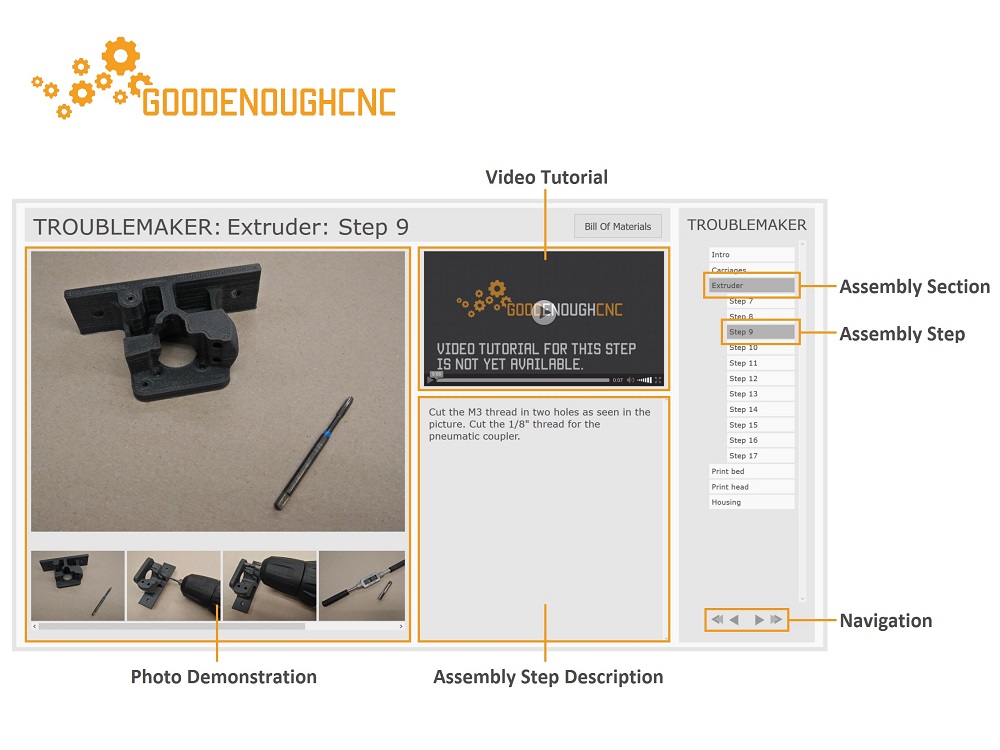 GOODENOUGHCNC
Video Tutorial
TROUBLEMAKER: Extruder: Step 9
Bill Of Materials
GOODENOUGHCNC
VIDEO TUTORIAL FOR THIS STEP
IS NOT YET AVAILABLE.
0:00
0:07
Cut the M3 thread in two holes as seen in the
picture. Cut the 1/8" thread for the
pneumatic coupler.
TROUBLEMAKER
Intro
Carriages
Extruder
Step 7
Step 8
Step 9
Step 10
Step 11
Step 12
Step 13
Step 14
Step 15
Step 16
Step 17
Print bed
Print head
Housing
Assembly Section
Assembly Step
Navigation
Photo Demonstration
Assembly Step Description